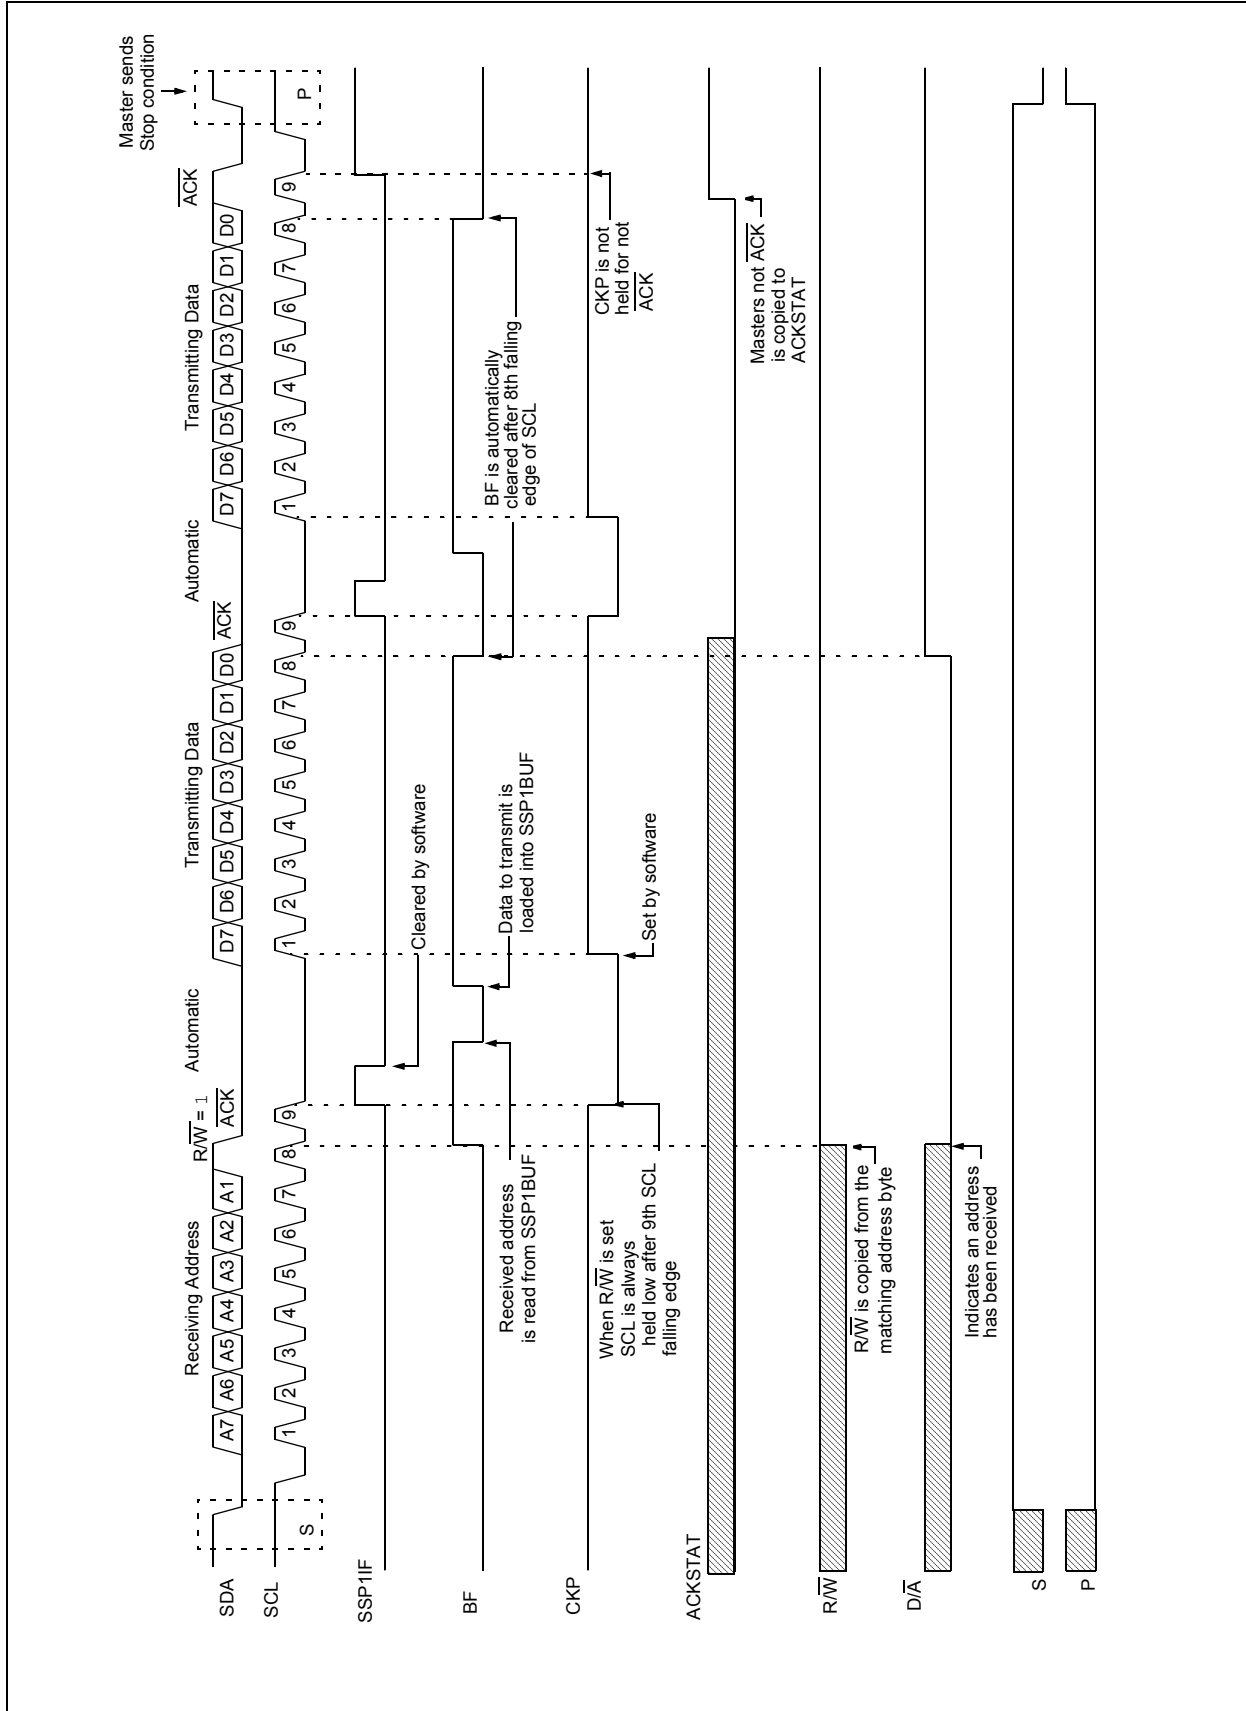 Master sends
Stop condition
Receiving Address
R/W = 1
ACK
Automatic
Transmitting Data
ACK
Automatic
Transmitting Data
ACK
SDA
A7 A6 A5 A4 A3 A2 A1
D7 D6 D5 D4 D3 D2 D1 D0
D7 D6 D5 D4 D3 D2 D1 D0
SCL
S
1 2 3 4 5 6 7 8 9
1 2 3 4 5 6 7 8 9
1 2 3 4 5 6 7 8 9
P
SSP1IF
Cleared by software
BF
Received address
is read from SSP1BUF
Data to transmit is
loaded into SSP1BUF
BF is automatically
cleared after 8th falling
edge of SCL
CKP
When R/W is set
SCL is always
held low after 9th SCL
falling edge
Set by software
CKP is not
held for not
ACK
ACKSTAT
Masters not ACK
is copied to
ACKSTAT
R/W
R/W is copied from the
matching address byte
D/A
Indicates an address
has been received
S
P